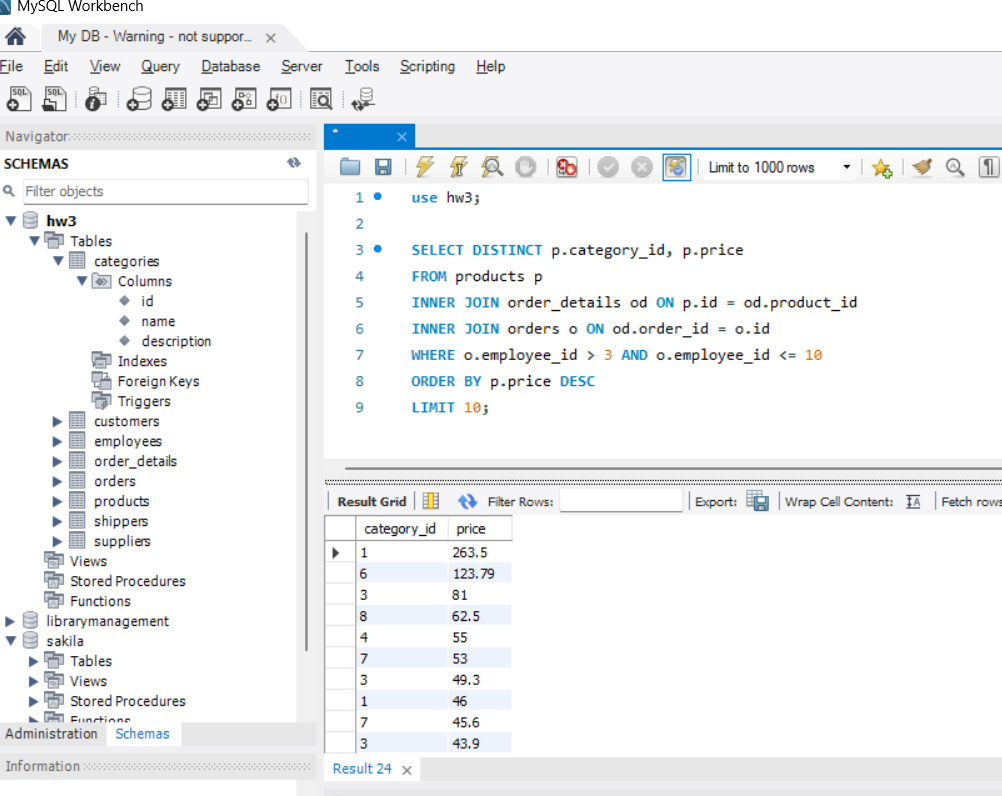 MySQL Workbench
My DB - Warning - not suppor...
File Edit View Query Database Server Tools Scripting Help
Navigator
SCHEMAS
Filter objects
hw3
Tables
categories
Columns
id
name
description
Indexes
Foreign Keys
Triggers
customers
employees
order_details
orders
products
shippers
suppliers
Views
Stored Procedures
Functions
librarymanagement
sakila
Tables
Views
Stored Procedures
Functions
Administration Schemas
Information
*
Limit to 1000 rows
1 use hw3;
2
3 SELECT DISTINCT p.category_id, p.price
4 FROM products p
5 INNER JOIN order_details od ON p.id = od.product_id
6 INNER JOIN orders o ON od.order_id = o.id
7 WHERE o.employee_id > 3 AND o.employee_id <= 10
8 ORDER BY p.price DESC
9 LIMIT 10;
Result Grid Filter Rows: Export: Wrap Cell Content: IA Fetch rows
category_id price
1 263.5
6 123.79
3 81
8 62.5
4 55
7 53
3 49.3
1 46
7 45.6
3 43.9
Result 24